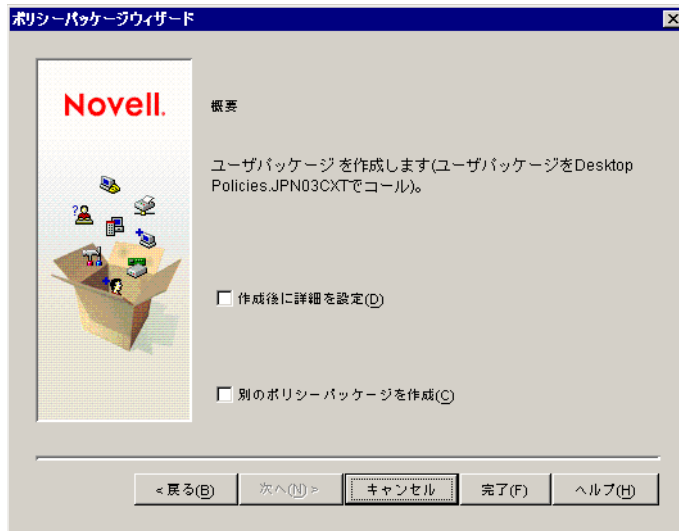 ポリシーパッケージウィザード
Novell.
概要
ユーザパッケージ を作成します(ユーザパッケージをDesktop
Policies.JPN03CXTでコール)。
作成後に詳細を設定(D)
別のポリシーパッケージを作成(C)
<戻る(B)
次へ(N)>
キャンセル
完了(F)
ヘルプ(H)